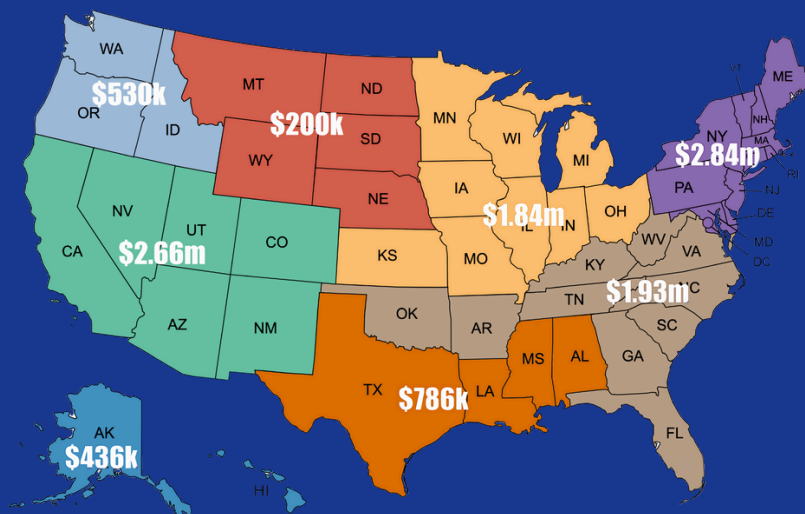 WA
OR
$530k
ID
MT
ND
$200k
SD
WY
NE
MN
WI
MI
IA
$1.84m
IL
IN
OH
KS
MO
VT
ME
NH
NY
MA
$2.84m
RI
PA
NJ
DE
MD
DC
NV
UT
CO
CA
$2.66m
AZ
NM
WV
VA
KY
$1.93m
NC
TN
OK
AR
SC
GA
FL
MS
AL
TX
$786k
LA
AK
$436k
HI